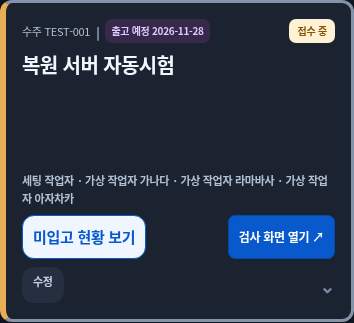 수주 TEST-001 | 출고 예정 2026-11-28 접수 중
복원 서버 자동시험
세팅 작업자 · 가상 작업자 가나다 · 가상 작업자 라마바사 · 가상 작업
자 아자차카
미입고 현황 보기 검사 화면 열기 ↗
수정